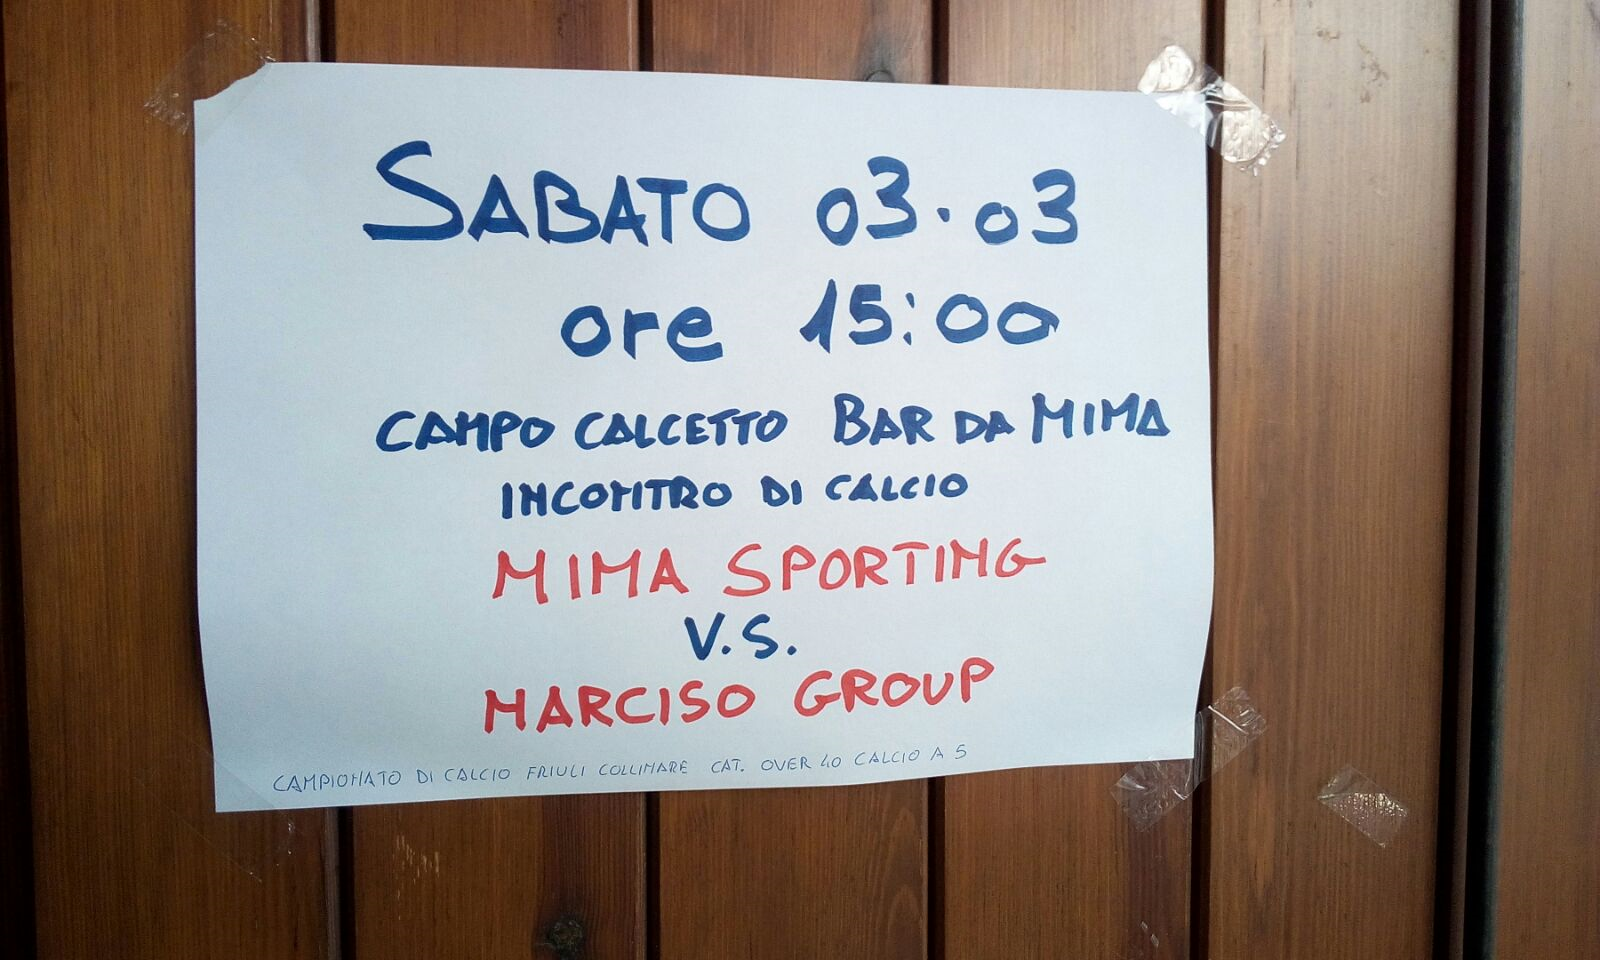 SABATO 03.03
ore 15:00
CAMPO CALCETTO BAR DA MIMA
INCONTRO DI CALCIO
MIMA SPORTING
V.S.
NARCISO GROUP
CAMPIONATO DI CALCIO FRIULI COLLINARE CAT. OVER 40 CALCIO A 5